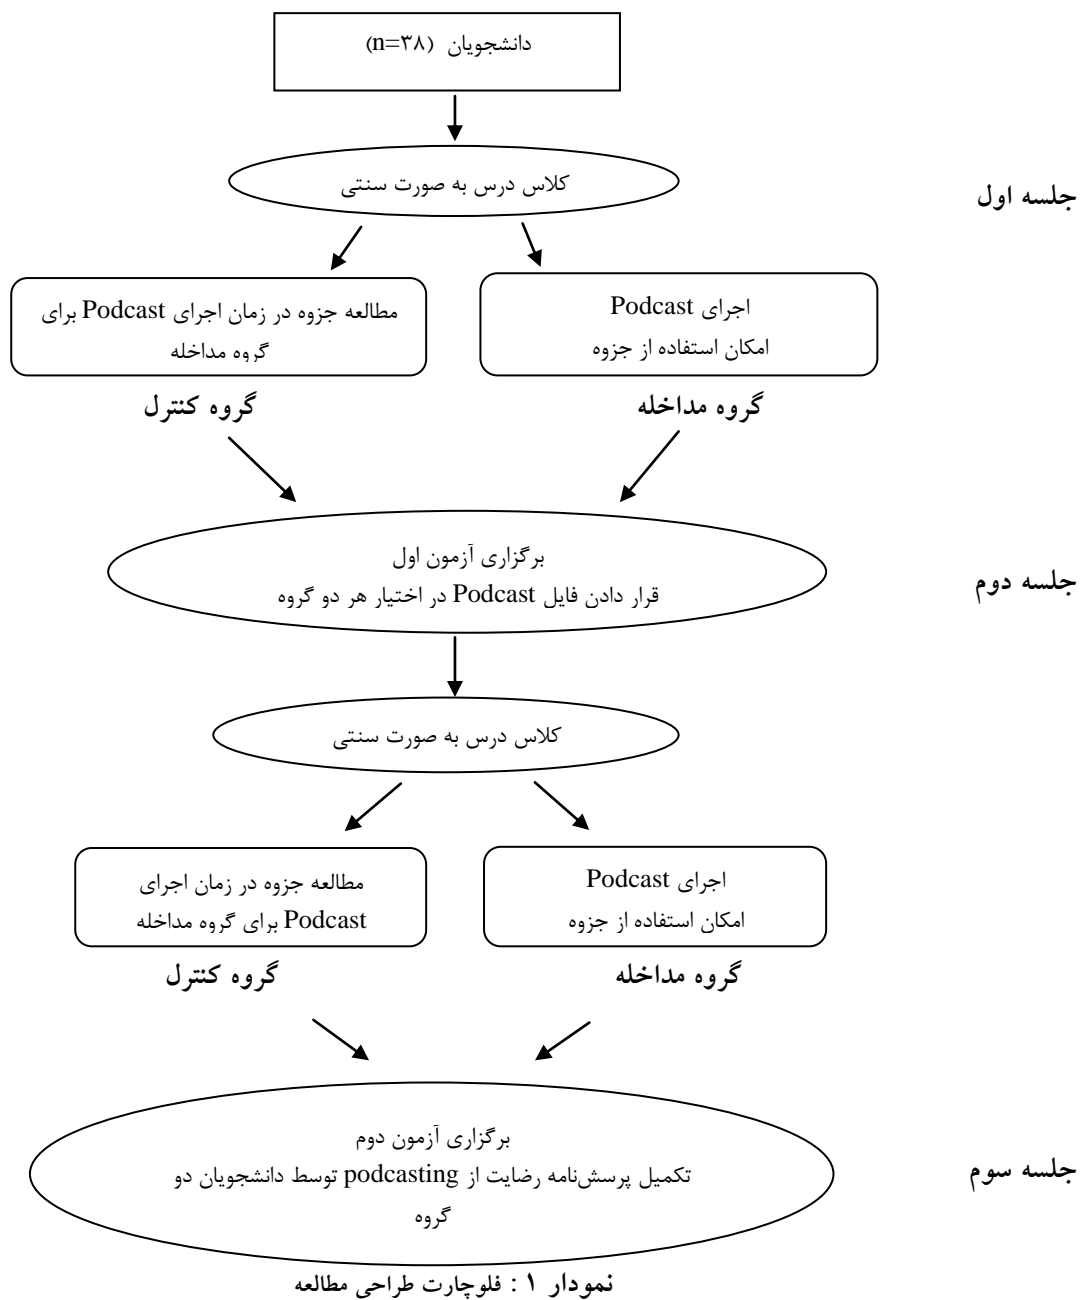 دانشجویان (n=۳۸)
کلاس درس به صورت سنتی
جلسه اول
اجرای Podcast
امکان استفاده از جزوه
مطالعه جزوه در زمان اجرای Podcast برای
گروه مداخله
گروه مداخله
گروه کنترل
برگزاری آزمون اول
قرار دادن فایل Podcast در اختیار هر دو گروه
جلسه دوم
کلاس درس به صورت سنتی
اجرای Podcast
امکان استفاده از جزوه
مطالعه جزوه در زمان اجرای
Podcast برای گروه مداخله
گروه مداخله
گروه کنترل
برگزاری آزمون دوم
تکمیل پرسش‌نامه رضایت از podcasting توسط دانشجویان دو
گروه
جلسه سوم
نمودار ۱ : فلوچارت طراحی مطالعه